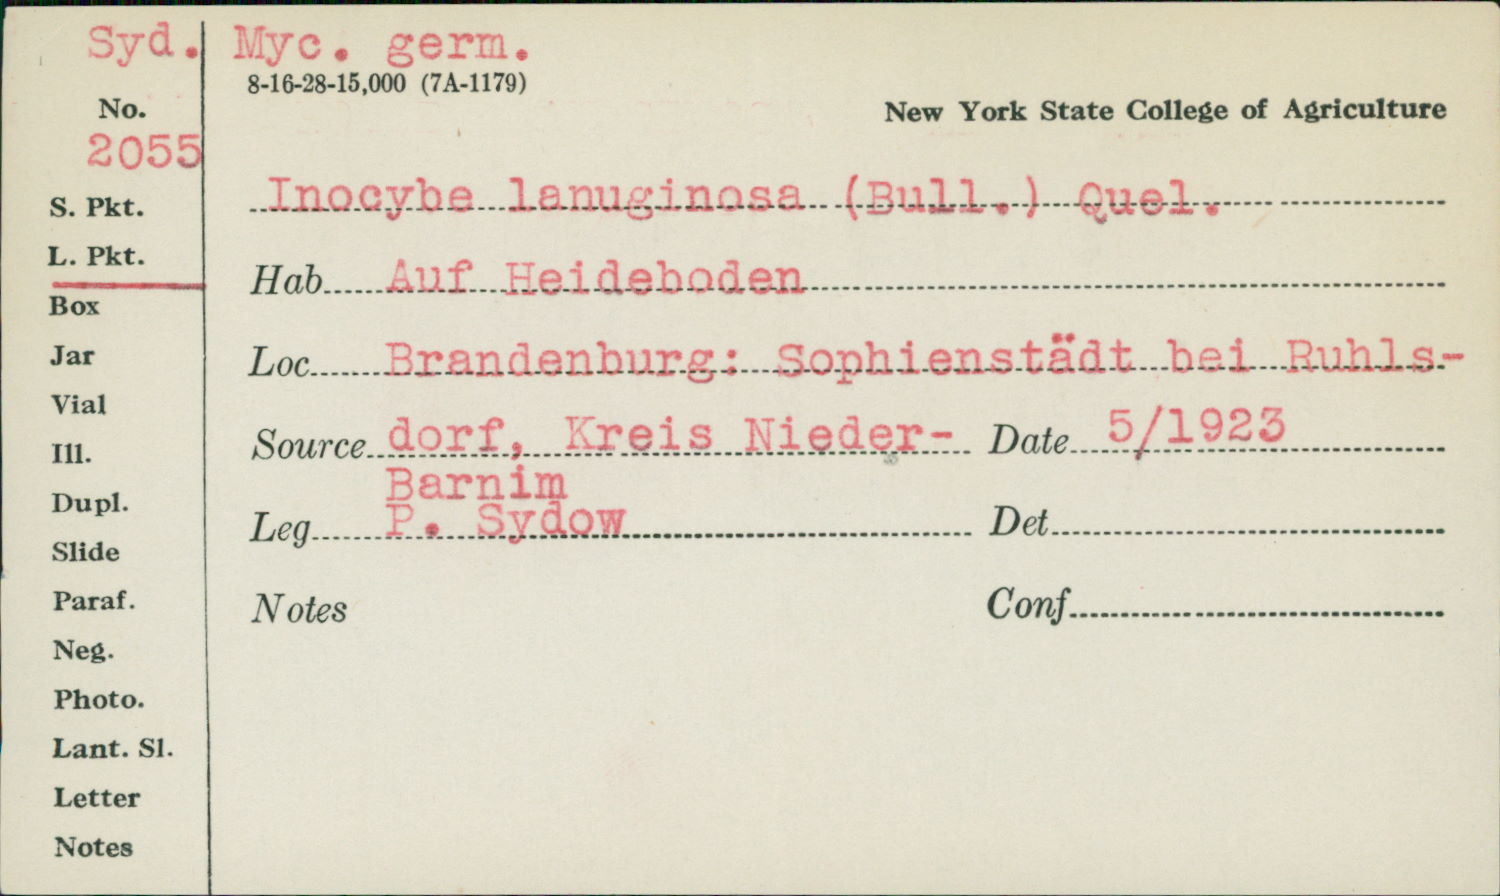 Syd. Myc. germ.
8-16-28-15,000 (7A-1179)
No.
New York State College of Agriculture
2055
Inocybe lanuginosa (Bull.) Quel.
S. Pkt.
L. Pkt.
Hab Auf Heideboden
Box
Jar
Loc Brandenburg: Sophienstädt bei Ruhls-
Vial
Source dorf, Kreis Nieder- Date 5/1923
Ill.
Barnim
Dupl.
Leg P. Sydow Det
Slide
Paraf.
Notes Conf
Neg.
Photo.
Lant. Sl.
Letter
Notes